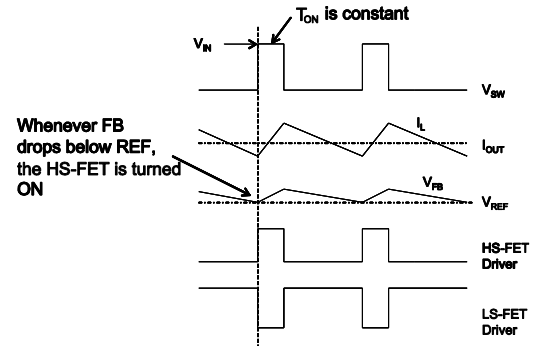 T_ON is constant
V_IN
V_SW
Whenever FB
drops below REF,
the HS-FET is turned
ON
I_L
I_OUT
V_FB
V_REF
HS-FET
Driver
LS-FET
Driver